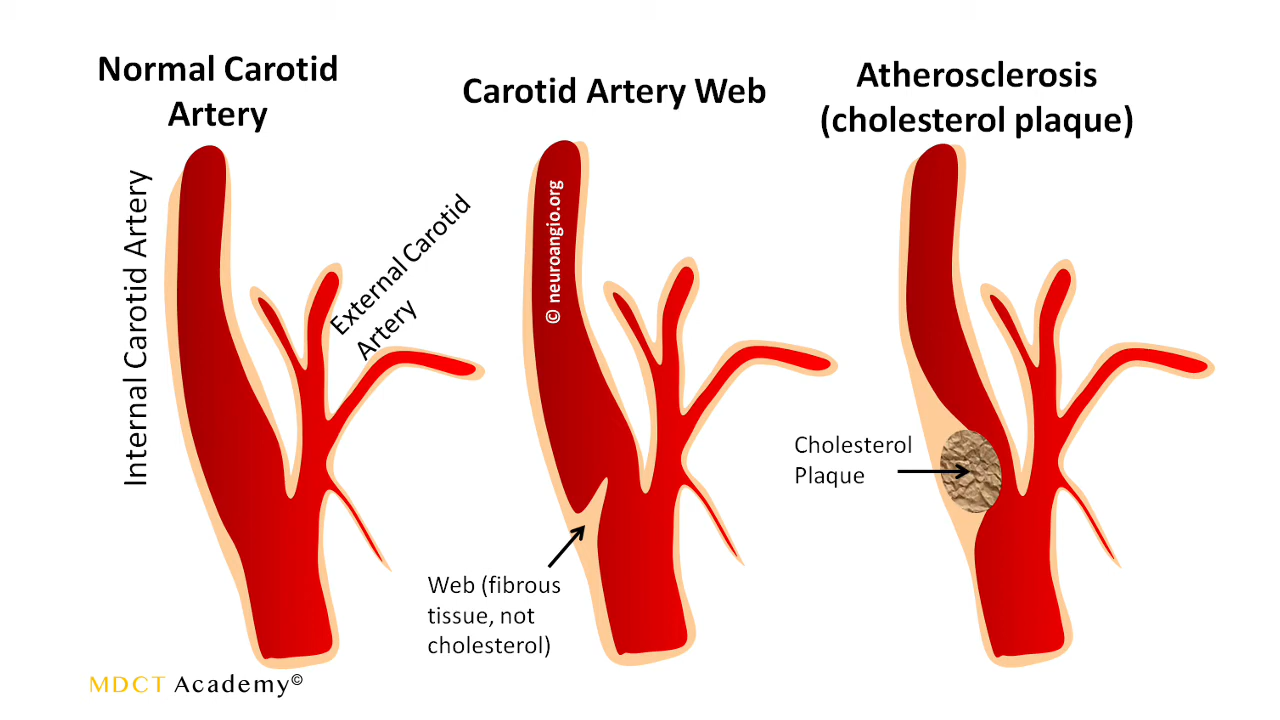 Normal Carotid
Artery
Carotid Artery Web
Atherosclerosis
(cholesterol plaque)
Internal Carotid Artery
External Carotid
Artery
© neuroangio.org
Cholesterol
Plaque
Web (fibrous
tissue, not
cholesterol)
MDCT Academy©